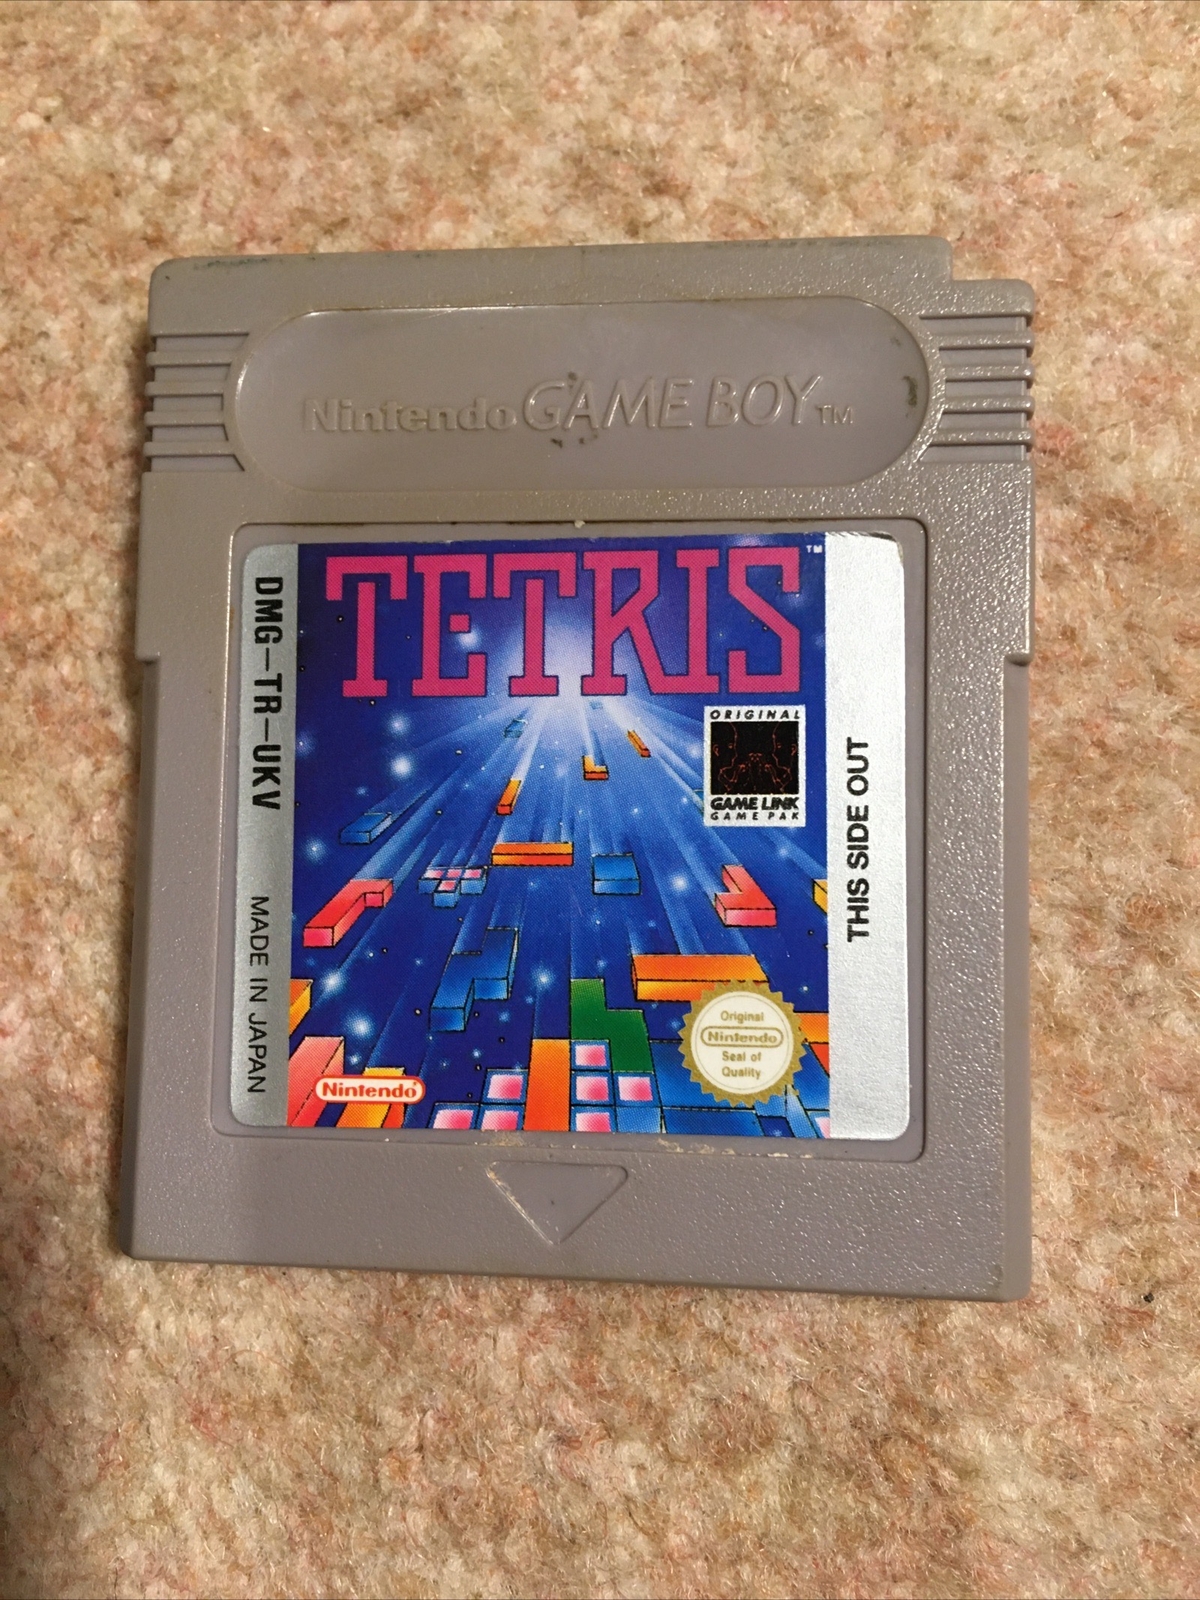 Nintendo GAME BOY TM
TETRIS TM
DMG-TR-UKV
MADE IN JAPAN
ORIGINAL
GAME LINK
GAME PAK
THIS SIDE OUT
Original
Nintendo
Seal of
Quality
Nintendo®